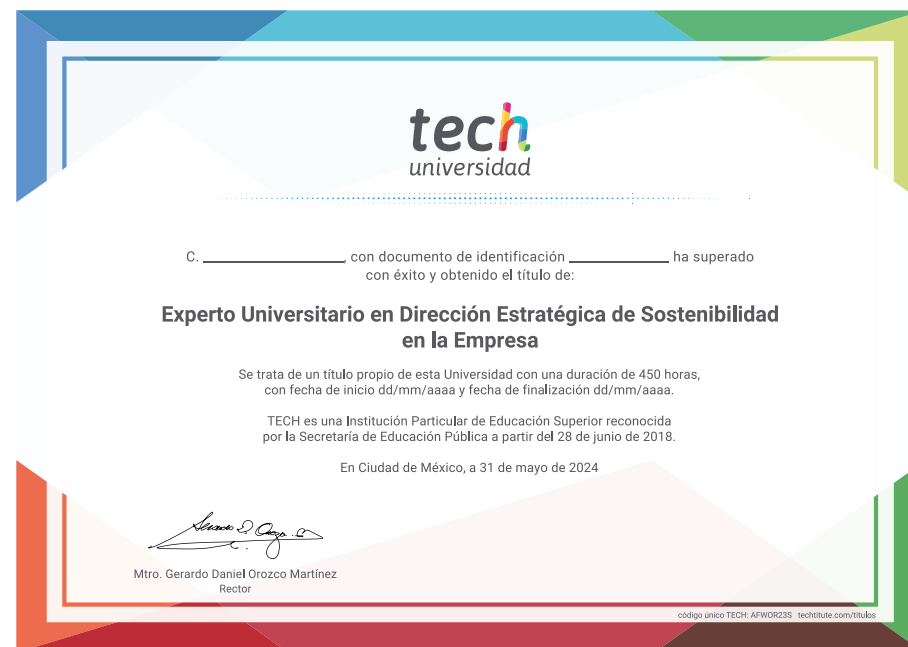 tech
universidad
C. ____________, con documento de identificación ____________ ha superado
con éxito y obtenido el título de:
Experto Universitario en Dirección Estratégica de Sostenibilidad
en la Empresa
Se trata de un título propio de esta Universidad con una duración de 450 horas,
con fecha de inicio dd/mm/aaaa y fecha de finalización dd/mm/aaaa.
TECH es una Institución Particular de Educación Superior reconocida
por la Secretaría de Educación Pública a partir del 28 de junio de 2018.
En Ciudad de México, a 31 de mayo de 2024
Mtro. Gerardo Daniel Orozco Martínez
Rector
código único TECH: AFWOR23S techtitute.com/titulos